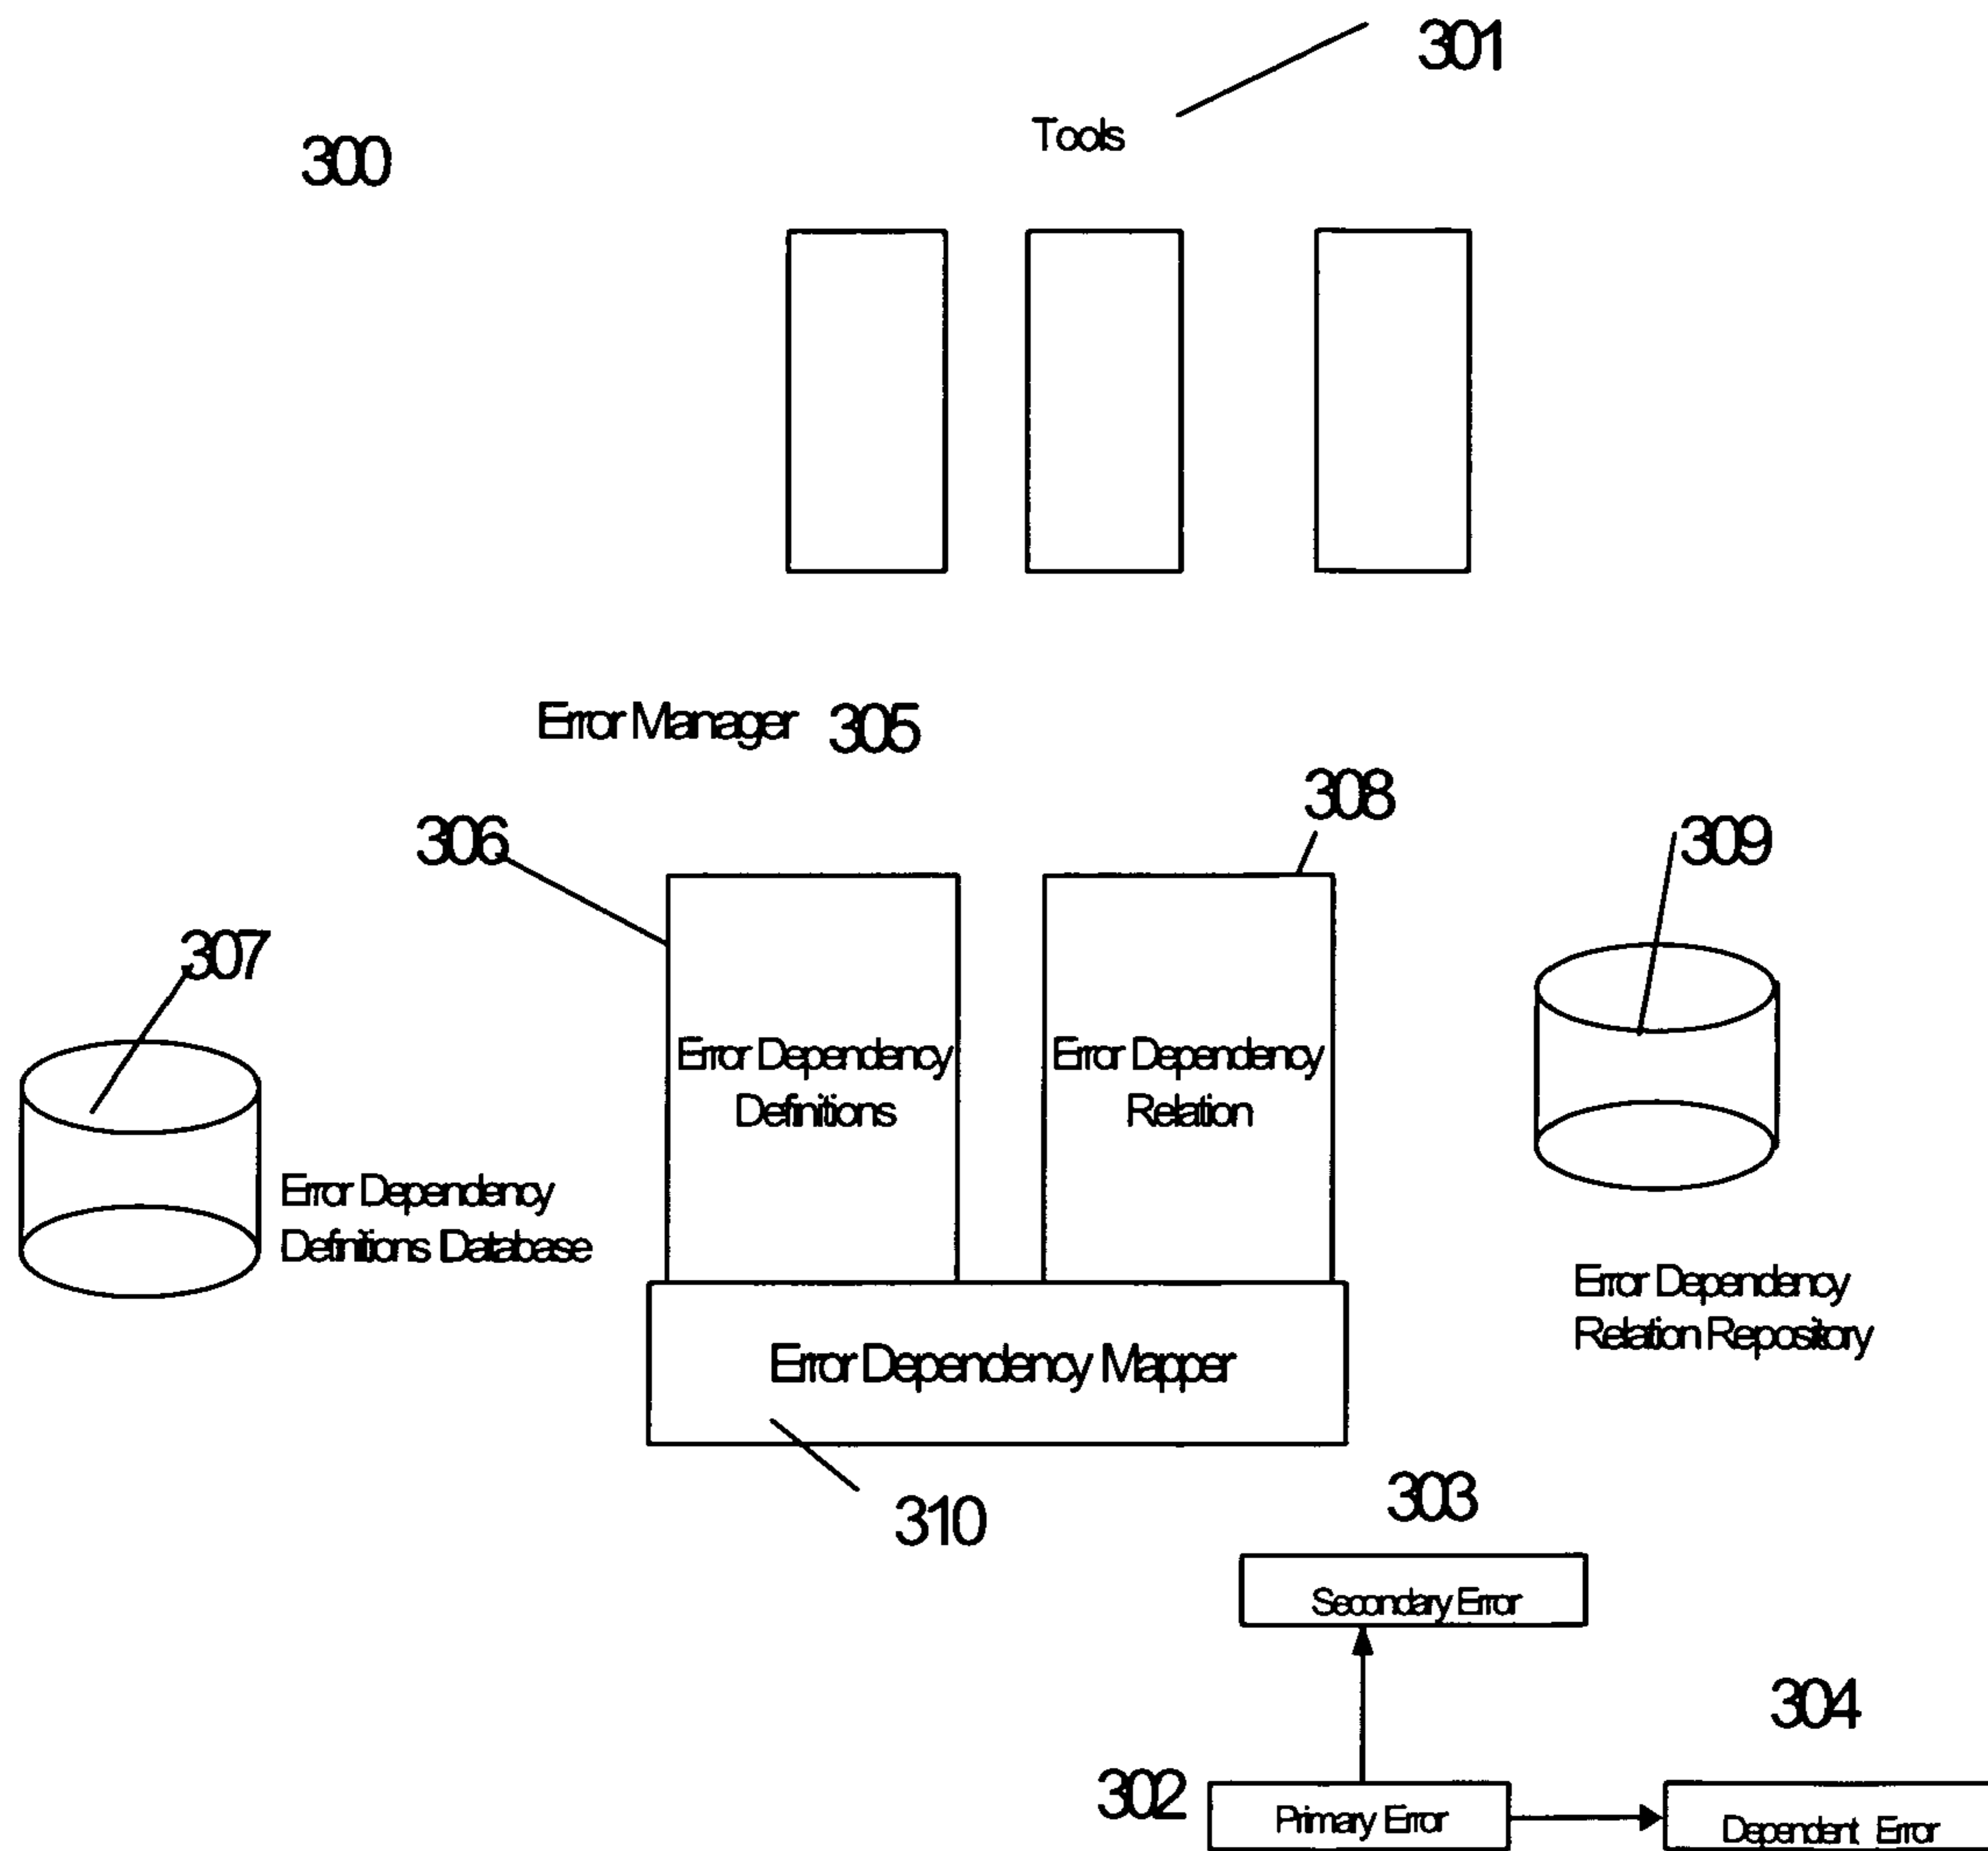 301
Tools
300
Error Manager 305
308
306
309
307
Error Dependency
Definitions
Error Dependency
Relation
Error Dependency
Definitions Database
Error Dependency
Relation Repository
Error Dependency Mapper
310
303
Secondary Error
304
302
Primary Error
Dependent Error